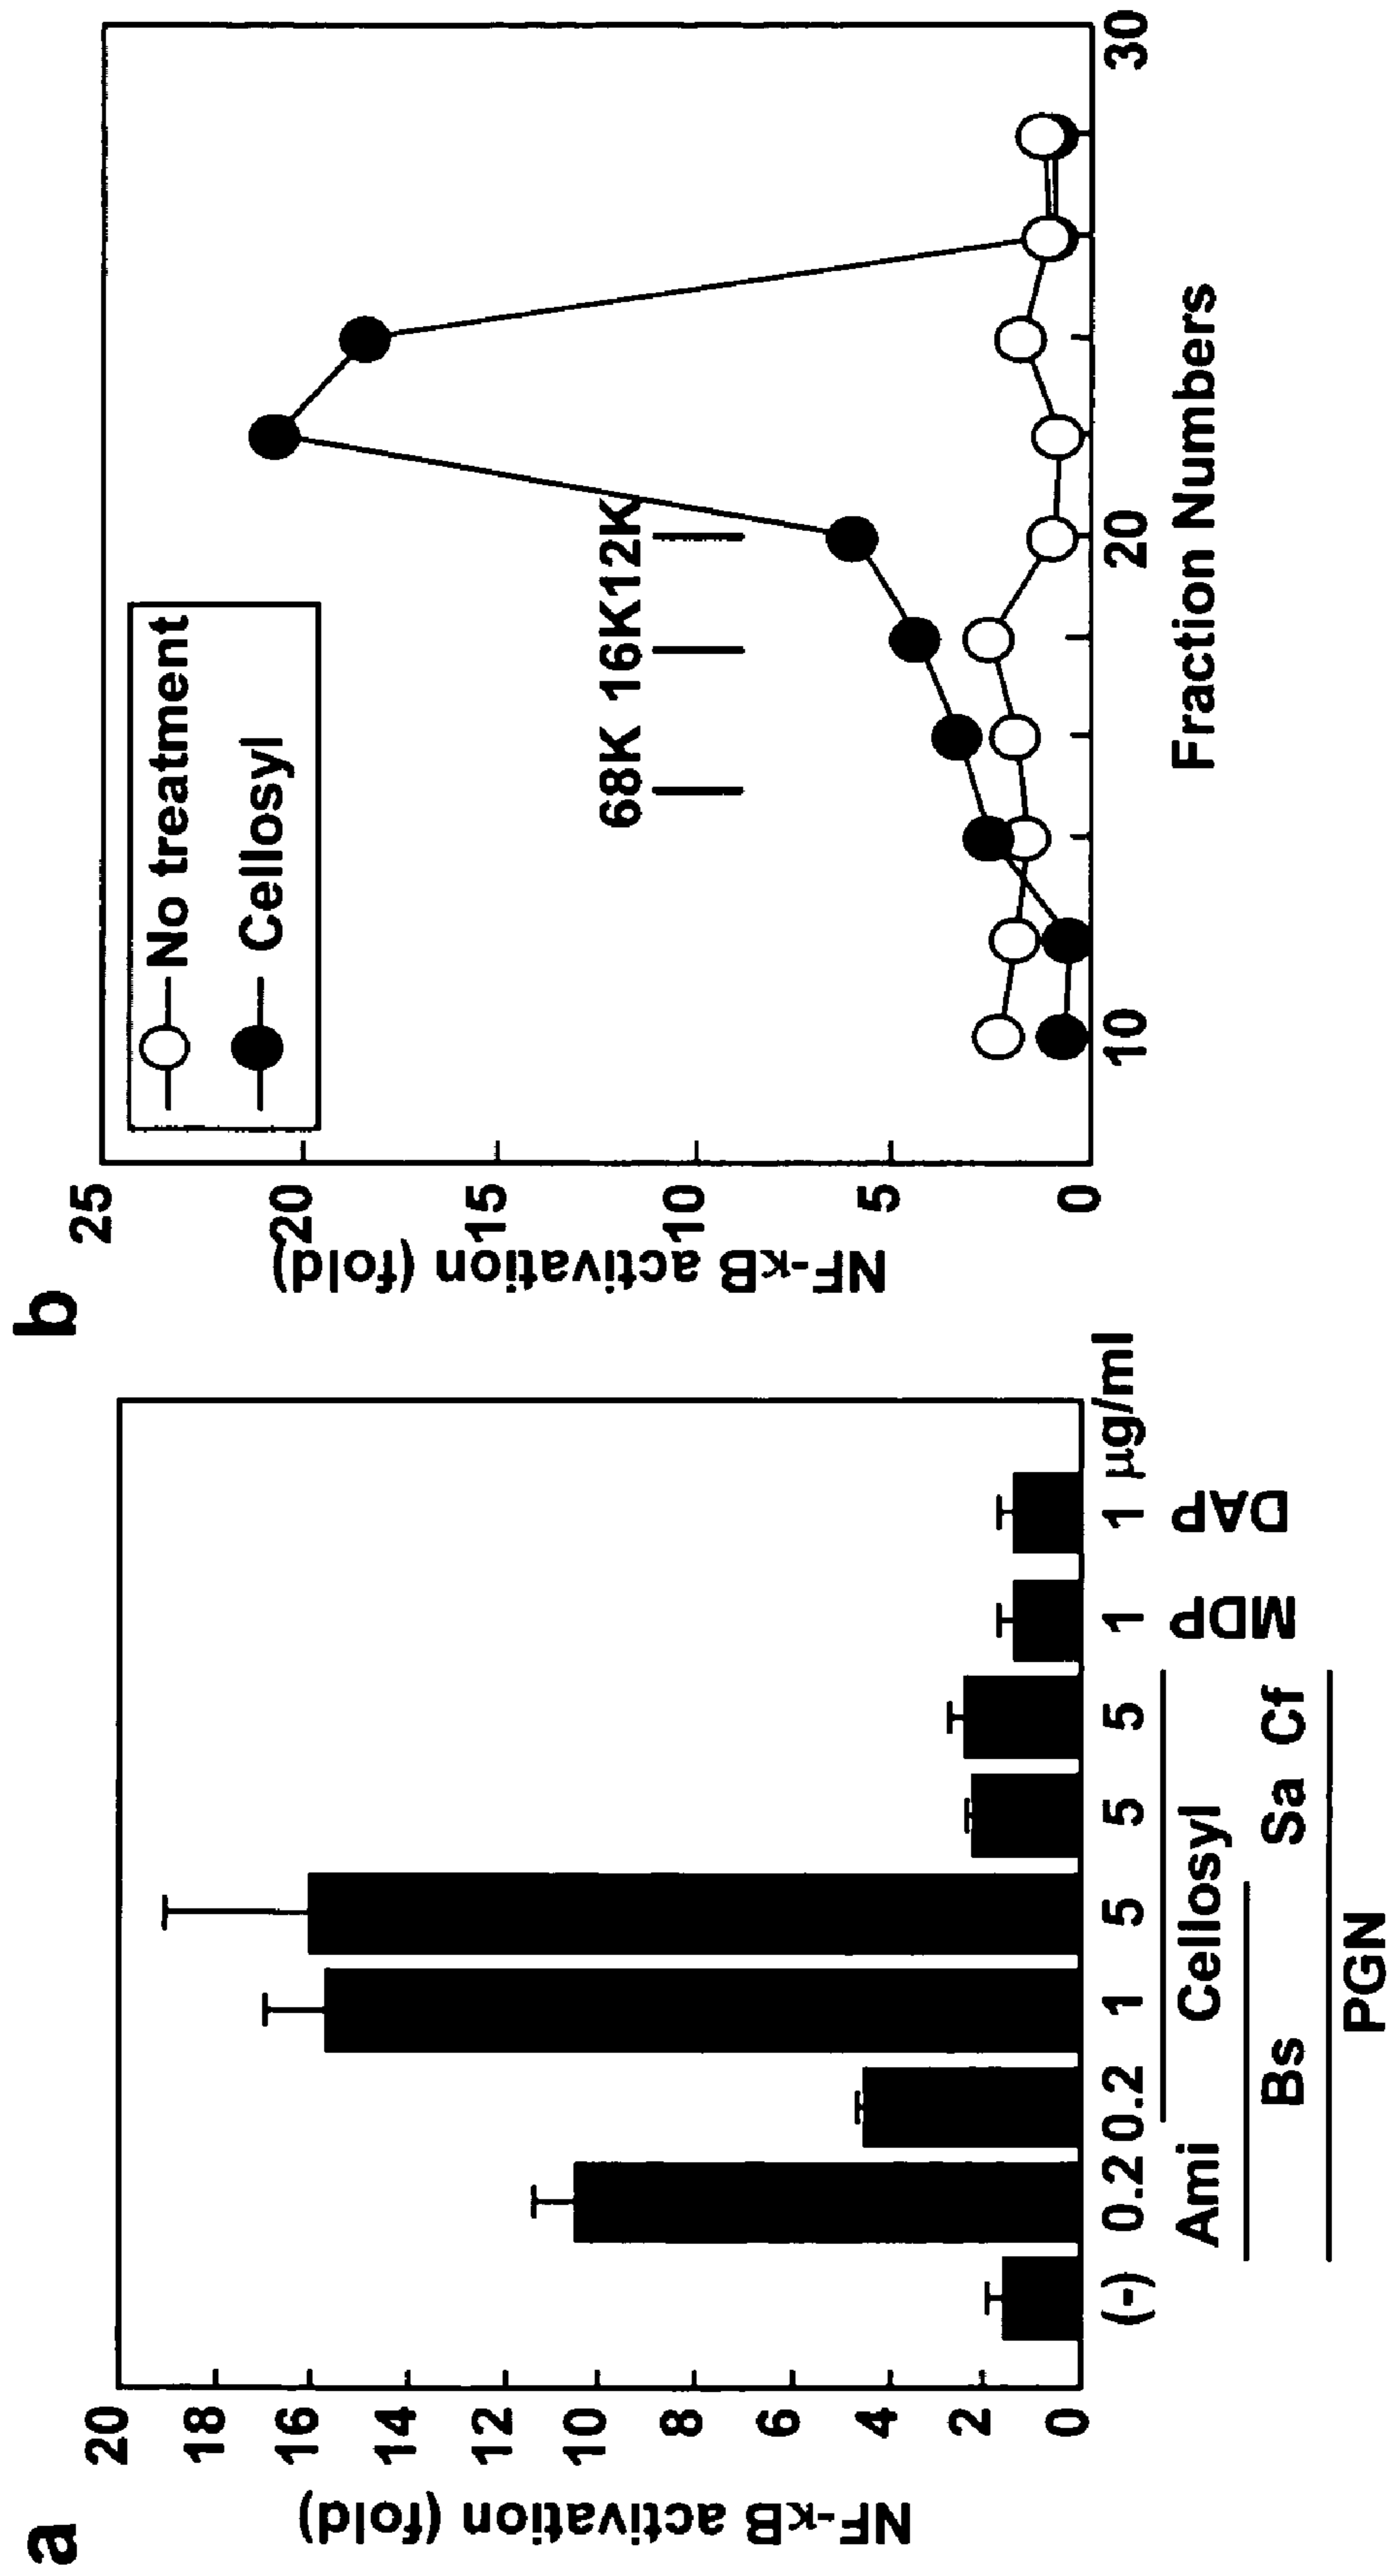 a
NF-κB activation (fold)
20
18
16
14
12
10
8
6
4
2
0
(-) 0.2 0.2 1 5 5 5 1 1 μg/ml
Ami Cellosyl MDP DAP
Bs Sa Cf
PGN
b
NF-κB activation (fold)
25
20
15
10
5
0
No treatment
Cellosyl
68K 16K 12K
10 20 30
Fraction Numbers